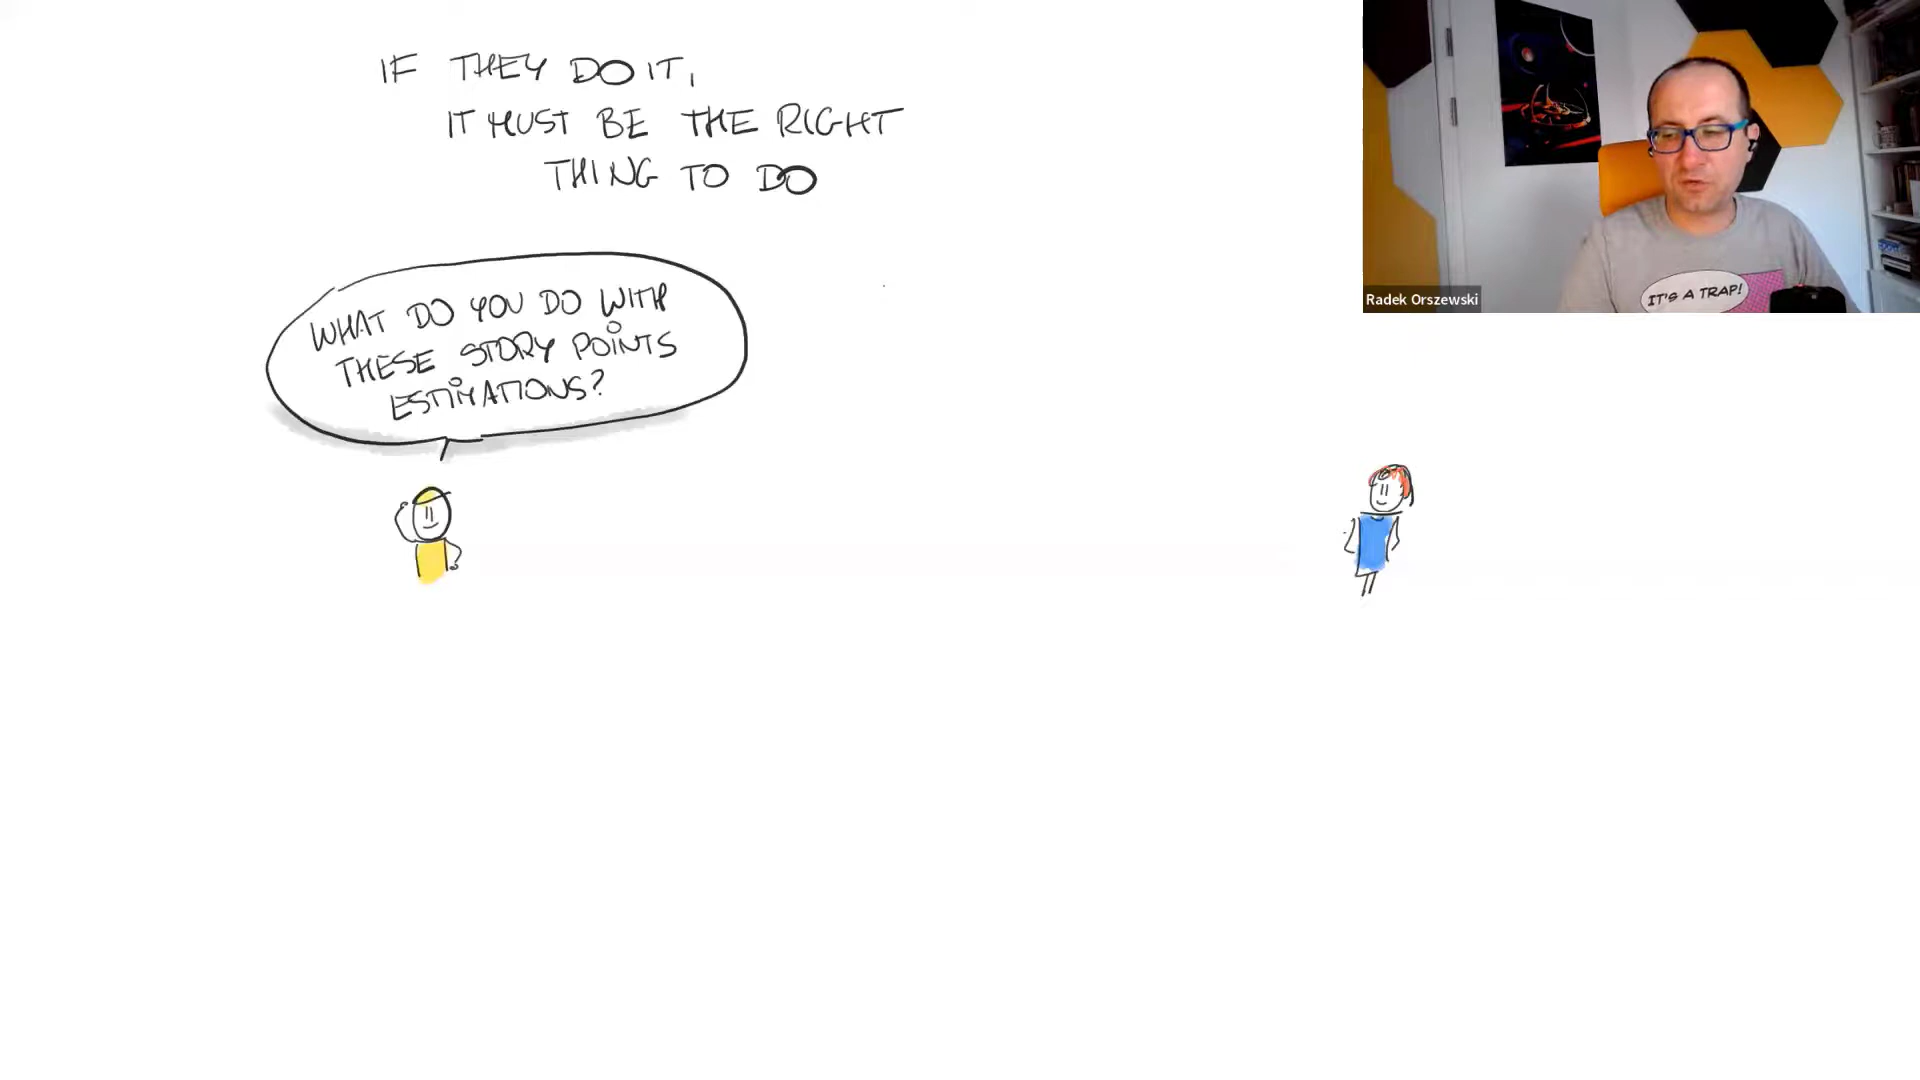 IF THEY DO IT,
IT MUST BE THE RIGHT
THING TO DO
WHAT DO YOU DO WITH
THESE STORY POINTS
ESTIMATIONS?
Radek Orszewski
IT'S A TRAP!